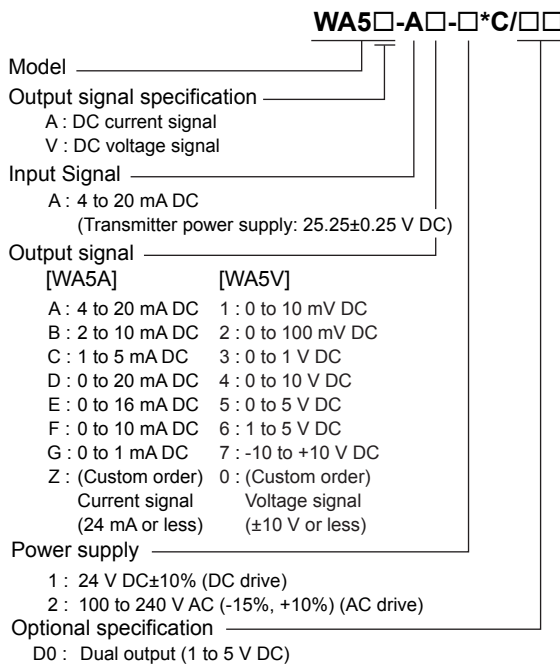 WA5□-A□-□*C/□□
Model
Output signal specification
A : DC current signal
V : DC voltage signal
Input Signal
A : 4 to 20 mA DC
(Transmitter power supply: 25.25±0.25 V DC)
Output signal
[WA5A] [WA5V]
A : 4 to 20 mA DC 1 : 0 to 10 mV DC
B : 2 to 10 mA DC 2 : 0 to 100 mV DC
C : 1 to 5 mA DC 3 : 0 to 1 V DC
D : 0 to 20 mA DC 4 : 0 to 10 V DC
E : 0 to 16 mA DC 5 : 0 to 5 V DC
F : 0 to 10 mA DC 6 : 1 to 5 V DC
G : 0 to 1 mA DC 7 : -10 to +10 V DC
Z : (Custom order) 0 : (Custom order)
Current signal Voltage signal
(24 mA or less) (±10 V or less)
Power supply
1 : 24 V DC±10% (DC drive)
2 : 100 to 240 V AC (-15%, +10%) (AC drive)
Optional specification
D0 : Dual output (1 to 5 V DC)